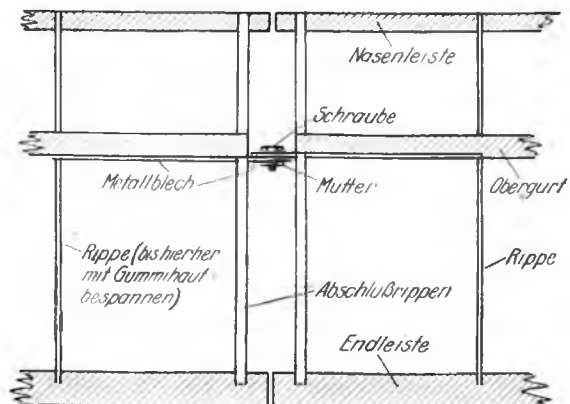 Nasenleiste
Schraube
Metallblech
Mutter
Obergurt
Rippe (bis hierher
mit Gummihaut
bespannen)
Rippe
Abschlußrippen
Endleiste